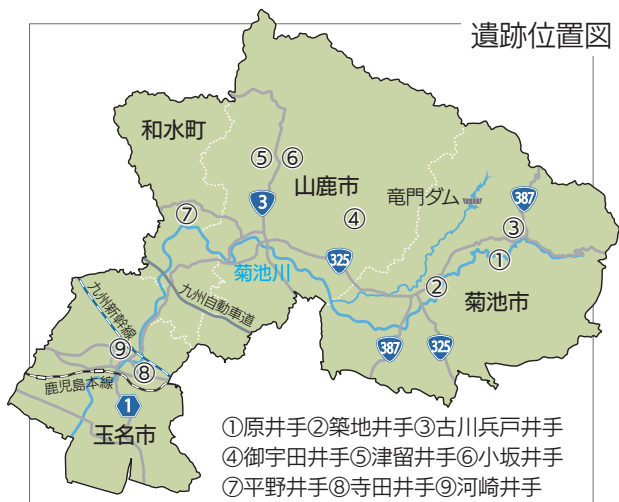 遺跡位置図
和水町
⑤ ⑥
山鹿市
竜門ダム
387
③
⑦
3
④
①
325
菊池川
②
菊池市
九州自動車道
九州新幹線
387
325
⑨
鹿児島本線
⑧
1
玉名市
①原井手②築地井手③古川兵戸井手
④御宇田井手⑤津留井手⑥小坂井手
⑦平野井手⑧寺田井手⑨河崎井手